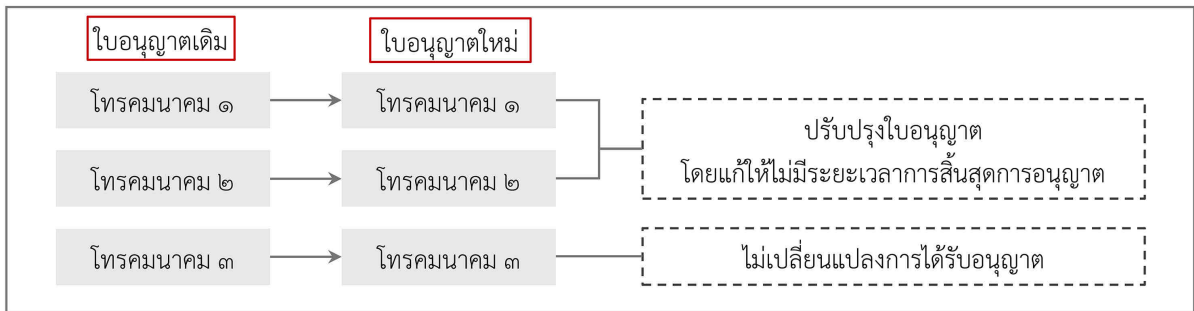 ใบอนุญาตเดิม
ใบอนุญาตใหม่
โทรคมนาคม ๑
โทรคมนาคม ๑
โทรคมนาคม ๒
โทรคมนาคม ๒
ปรับปรุงใบอนุญาต
โดยแก้ให้ไม่มีระยะเวลาการสิ้นสุดการอนุญาต
โทรคมนาคม ๓
โทรคมนาคม ๓
ไม่เปลี่ยนแปลงการได้รับอนุญาต